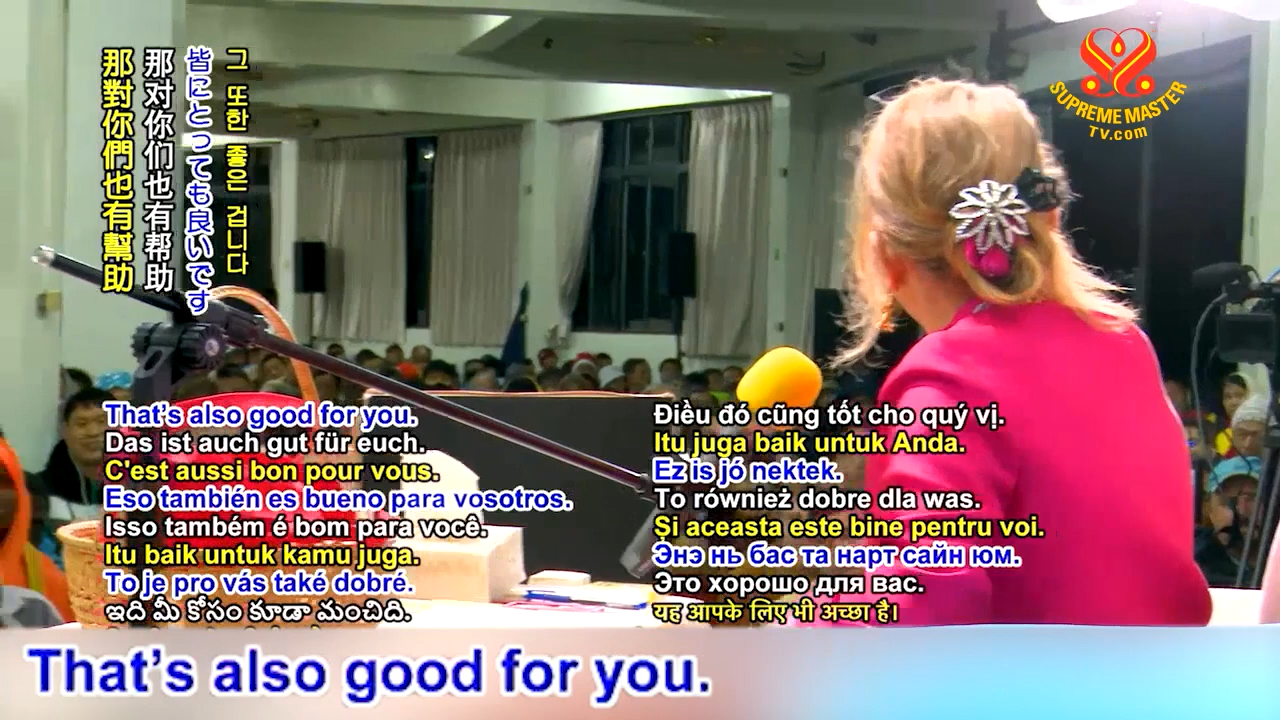 那對你們也有幫助
那对你们也有帮助
皆にとっても良いです
그 또한 좋은 겁니다
SUPREME MASTER
TV.com
That's also good for you.
Das ist auch gut für euch.
C'est aussi bon pour vous.
Eso también es bueno para vosotros.
Isso também é bom para você.
Itu baik untuk kamu juga.
To je pro vás také dobré.
ఇది మీ కోసం కూడా మంచిది.
Điều đó cũng tốt cho quý vị.
Itu juga baik untuk Anda.
Ez is jó nektek.
To również dobre dla was.
Și aceasta este bine pentru voi.
Энэ нь бас та нарт сайн юм.
Это хорошо для вас.
यह आपके लिए भी अच्छा है।
That's also good for you.